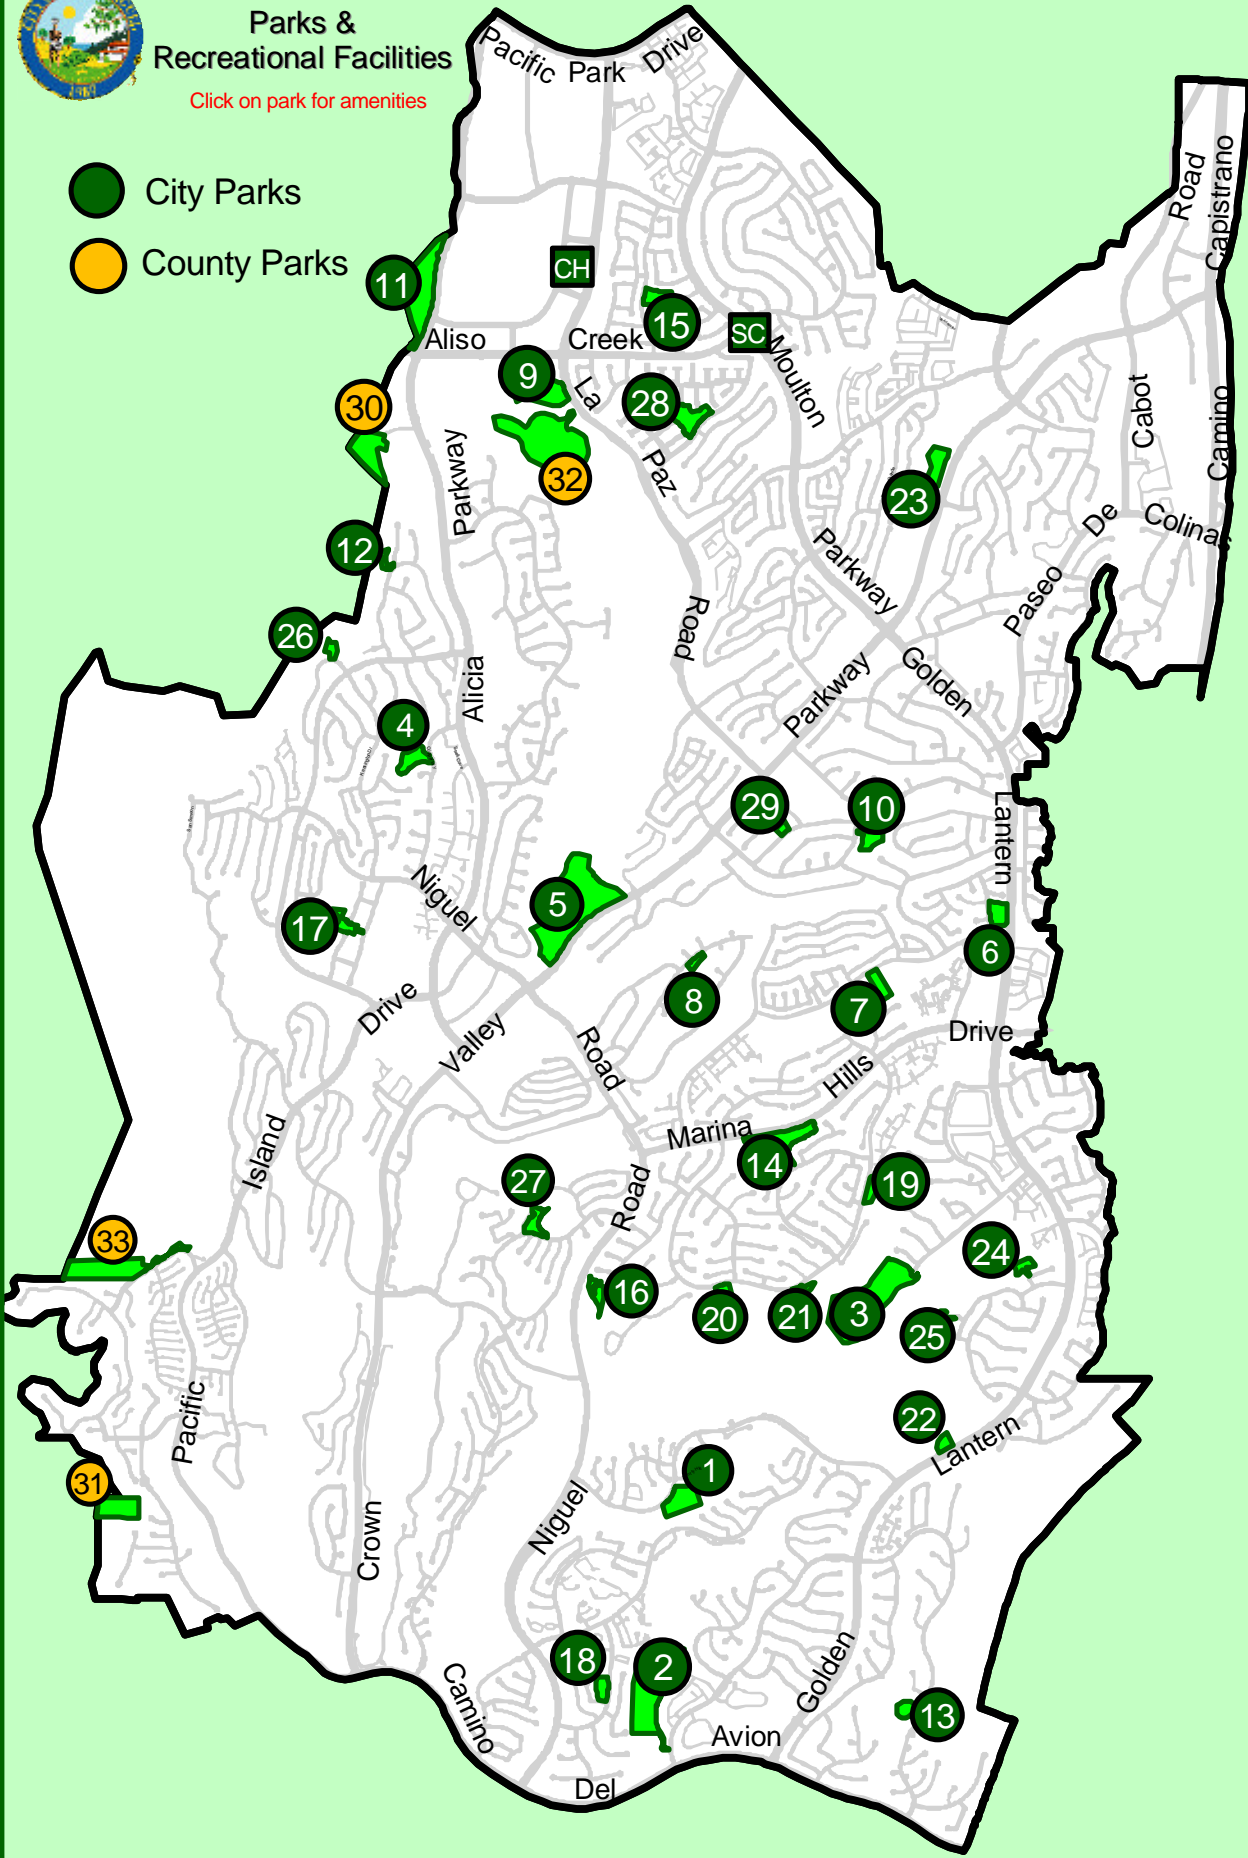 Parks &
Recreational Facilities
Click on park for amenities
City Parks
County Parks
Pacific Park Drive
Road
Capistrano
11
CH
15
SC
Aliso
Creek
Moulton
9
La
28
30
Cabot
Camino
Parkway
32
Paz
23
De
Colinas
12
Parkway
Paseo
26
Road
Golden
Alicia
Parkway
4
29
10
Lantern
Niguel
5
17
6
8
7
Drive
Valley
Road
Drive
Hills
Marina
Island
14
27
19
Road
33
24
16
20
21
3
25
Pacific
22
Lantern
1
31
Niguel
Crown
18
2
Golden
Camino
13
Avion
Del